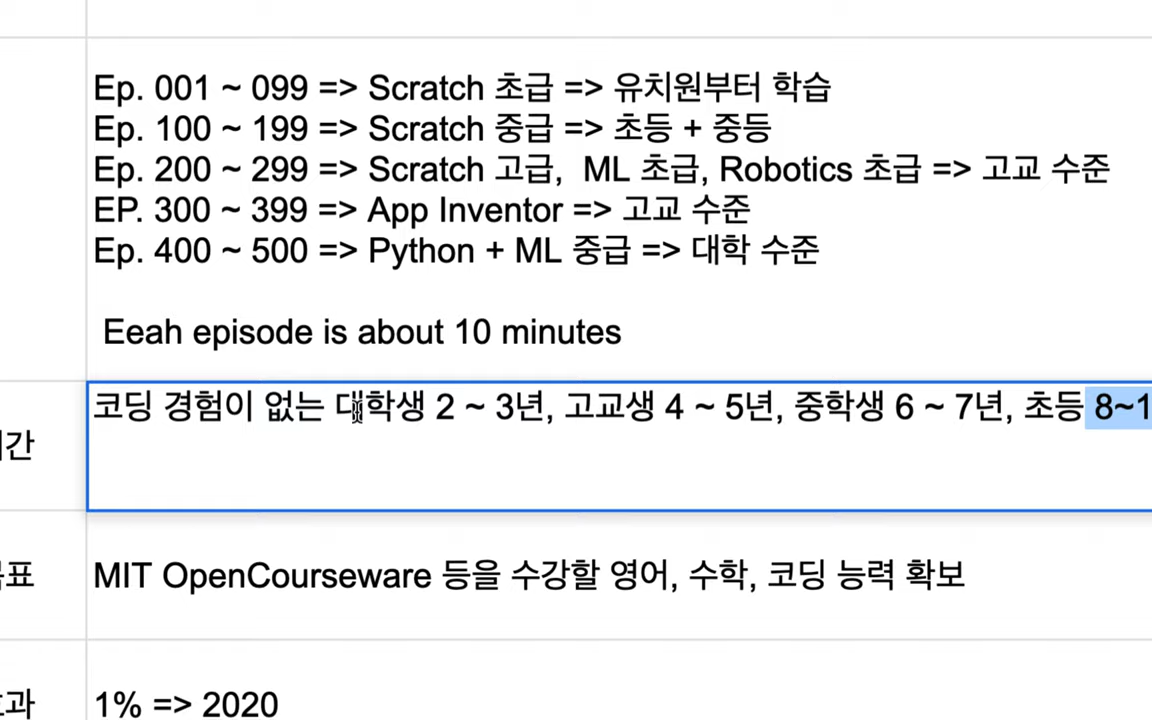 Ep. 001 ~ 099 => Scratch 초급 => 유치원부터 학습
Ep. 100 ~ 199 => Scratch 중급 => 초등 + 중등
Ep. 200 ~ 299 => Scratch 고급,  ML 초급, Robotics 초급 => 고교 수준
EP. 300 ~ 399 => App Inventor => 고교 수준
Ep. 400 ~ 500 => Python + ML 중급 => 대학 수준
Eeah episode is about 10 minutes
코딩 경험이 없는 대학생 2 ~ 3년, 고교생 4 ~ 5년, 중학생 6 ~ 7년, 초등 8~1
간
표
MIT OpenCourseware 등을 수강할 영어, 수학, 코딩 능력 확보
과
1% => 2020